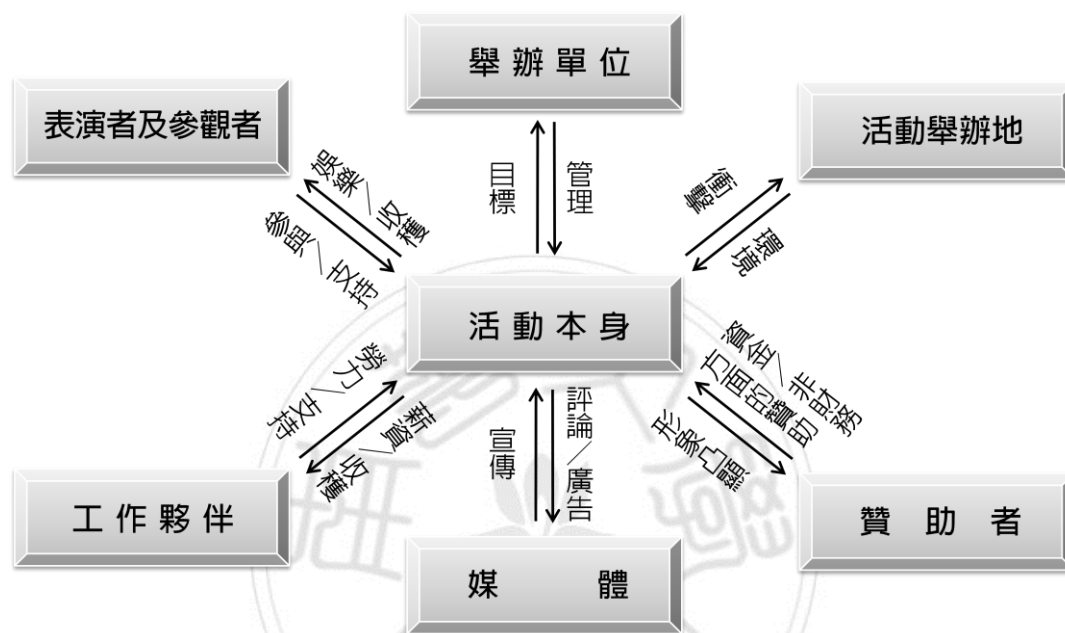 舉辦單位
表演者及參觀者
活動舉辦地
娛樂／收穫
參與／支持
目標
管理
衝擊
環境
活動本身
勞力／支持
薪資／收穫
宣傳
評論／廣告
資金／非財務
方面的贊助
形象凸顯
工作夥伴
媒體
贊助者